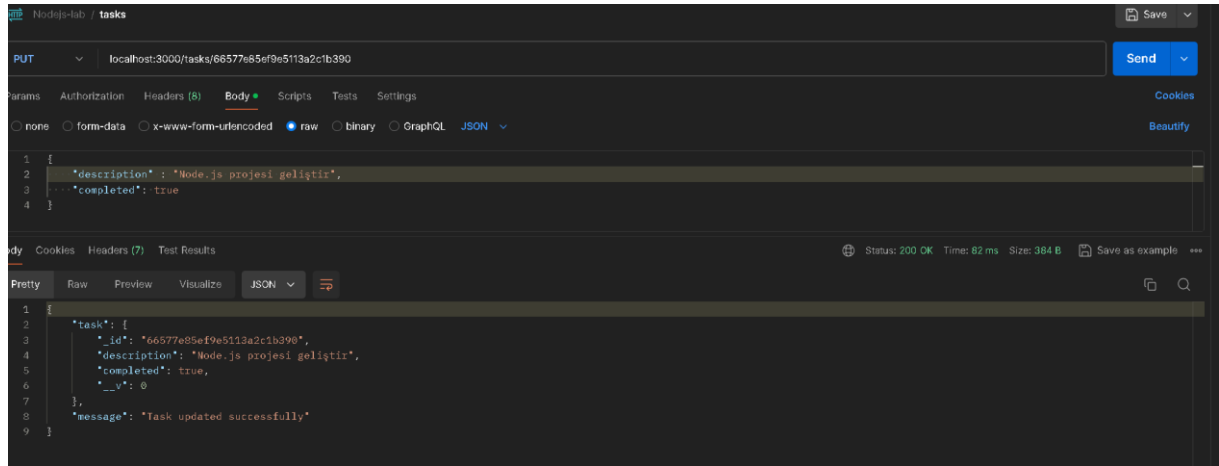 HTTP Nodejs-lab / tasks Save
PUT localhost:3000/tasks/66577e85ef9e5113a2c1b390 Send
Params Authorization Headers (8) Body Scripts Tests Settings Cookies
none form-data x-www-form-urlencoded raw binary GraphQL JSON Beautify
1 {
2 "description" : "Node.js projesi geliştir",
3 "completed": true
4 }
ody Cookies Headers (7) Test Results Status: 200 OK Time: 82 ms Size: 384 B Save as example
Pretty Raw Preview Visualize JSON
1 {
2 "task": {
3 "_id": "66577e85ef9e5113a2c1b390",
4 "description": "Node.js projesi geliştir",
5 "completed": true,
6 "__v": 0
7 },
8 "message": "Task updated successfully"
9 }